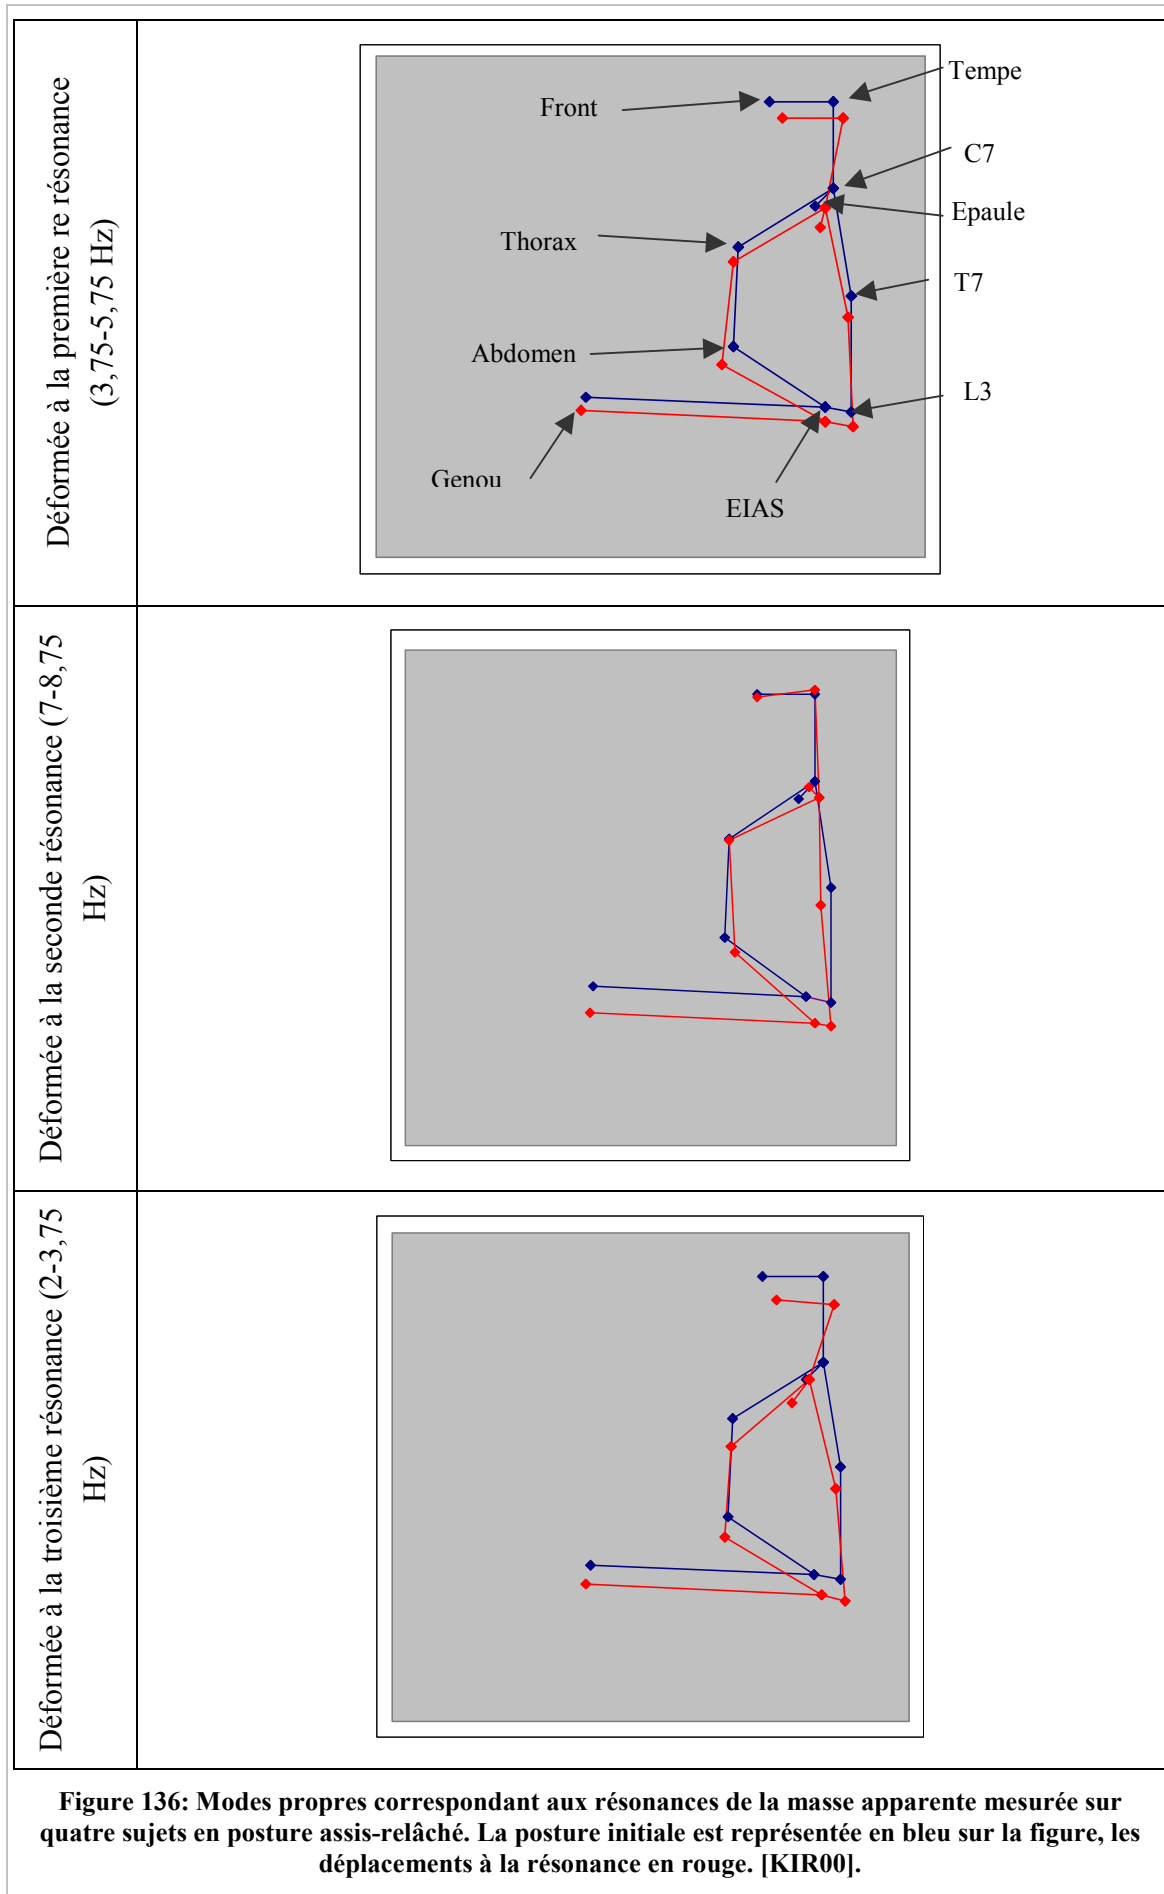 Déformée à la première re résonance
(3,75-5,75 Hz)
Front
Tempe
C7
Epaule
Thorax
T7
Abdomen
L3
Genou
EIAS
Déformée à la seconde résonance (7-8,75
Hz)
Déformée à la troisième résonance (2-3,75
Hz)
Figure 136: Modes propres correspondant aux résonances de la masse apparente mesurée sur
quatre sujets en posture assis-relâché. La posture initiale est représentée en bleu sur la figure, les
déplacements à la résonance en rouge. [KIR00].